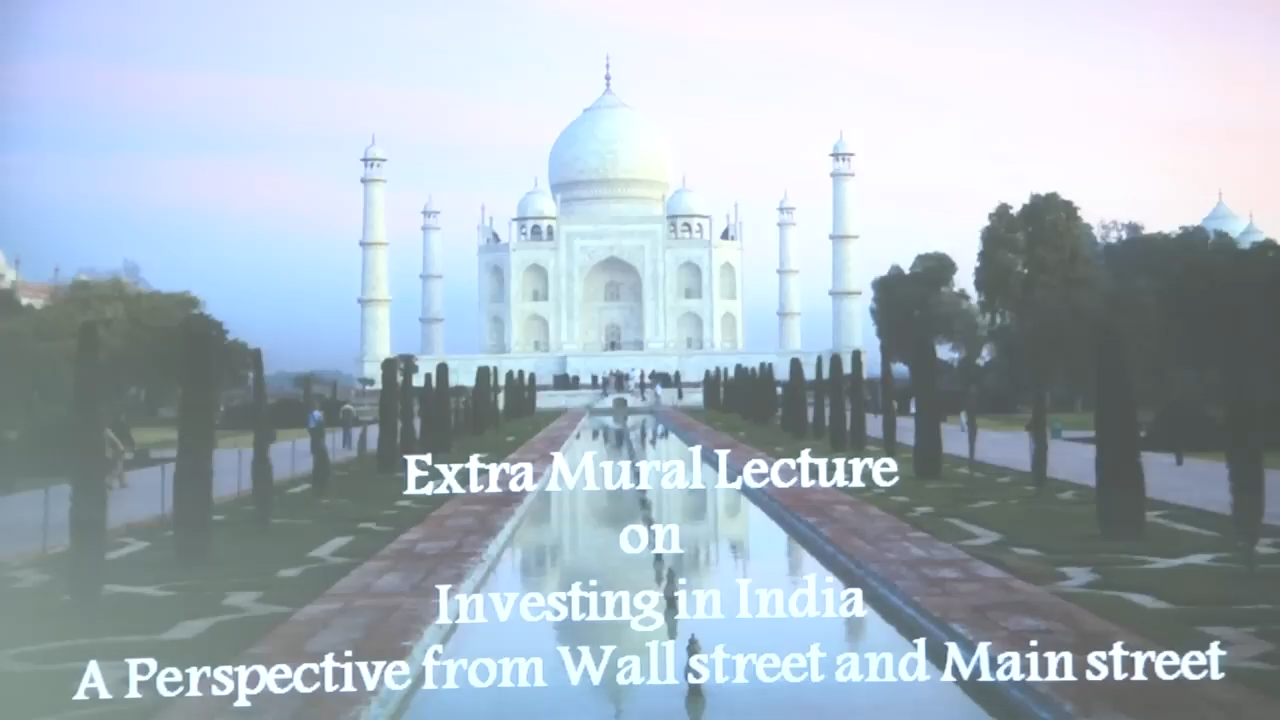 Extra Mural Lecture
on
Investing in India
A Perspective from Wall street and Main street